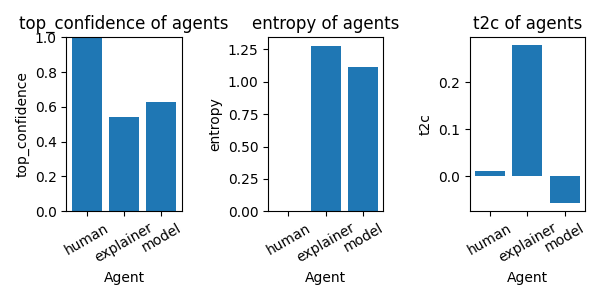 top_confidence of agents
top_confidence
1.0
0.8
0.6
0.4
0.2
0.0
human
explainer
model
Agent
entropy of agents
entropy
1.25
1.00
0.75
0.50
0.25
0.00
human
explainer
model
Agent
t2c of agents
t2c
0.2
0.1
0.0
human
explainer
model
Agent